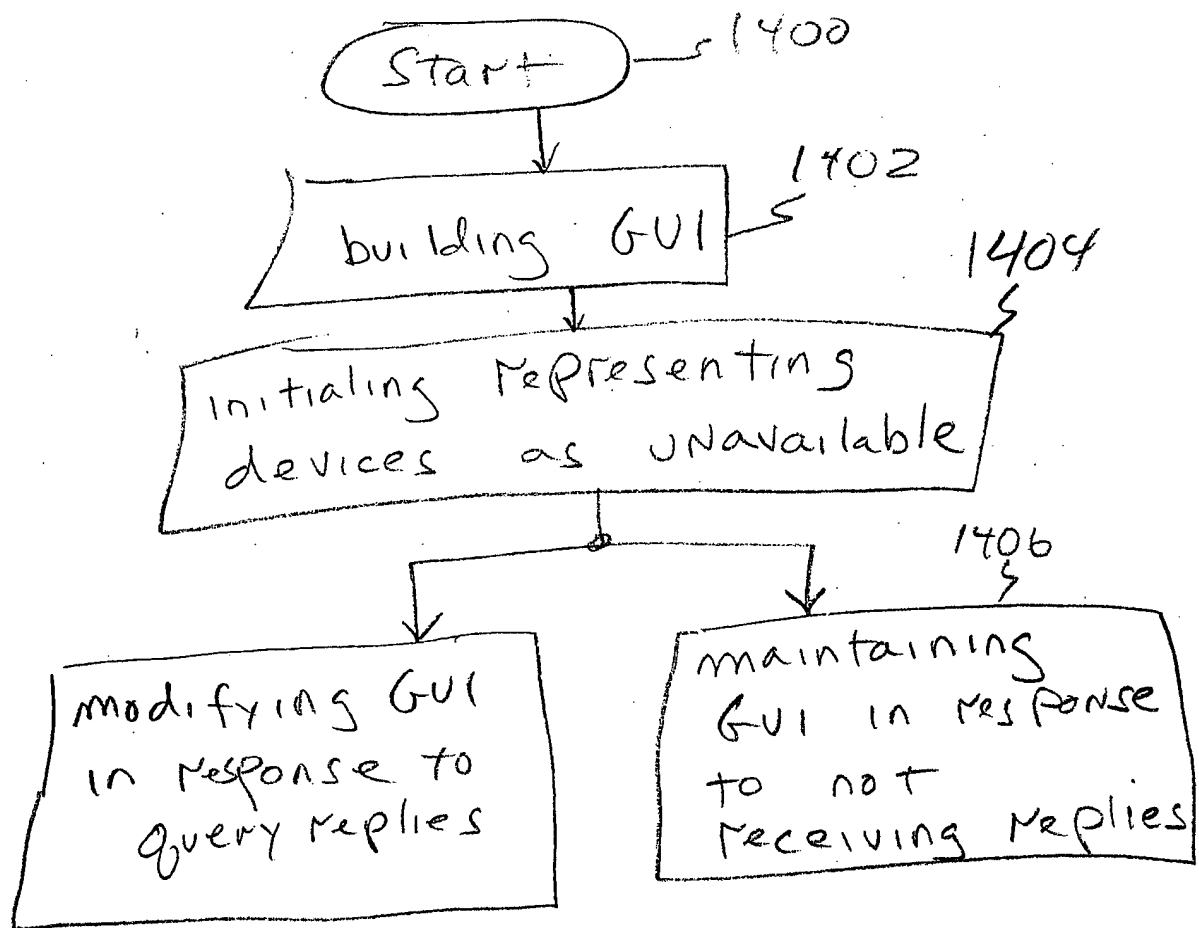 Start
1400
building GUI
1402
1404
initialing representing
devices as unavailable
modifying GUI
in response to
query replies
1406
maintaining
GUI in response
to not
receiving replies